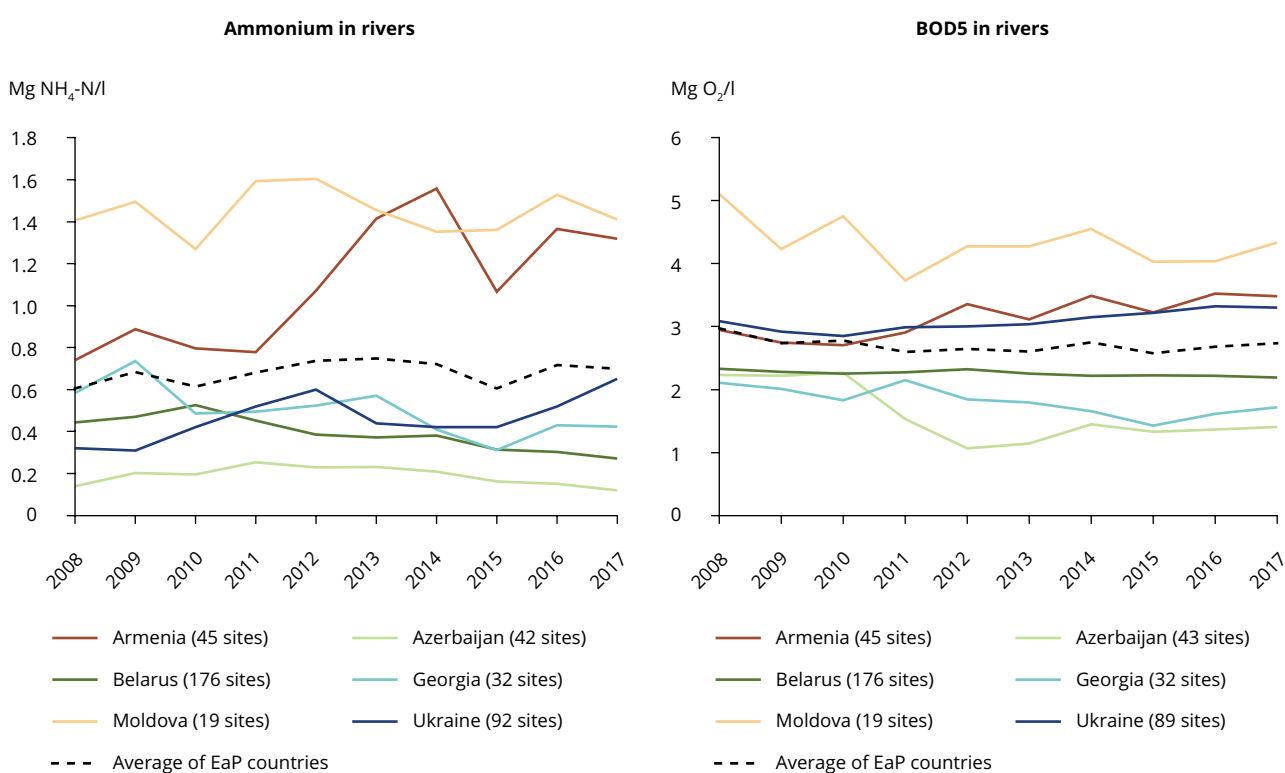 Ammonium in rivers
Mg NH4-N/l
1.8
1.6
1.4
1.2
1.0
0.8
0.6
0.4
0.2
0
2008
2009
2010
2011
2012
2013
2014
2015
2016
2017
Armenia (45 sites)
Azerbaijan (42 sites)
Belarus (176 sites)
Georgia (32 sites)
Moldova (19 sites)
Ukraine (92 sites)
Average of EaP countries
BOD5 in rivers
Mg O2/l
6
5
4
3
2
1
0
2008
2009
2010
2011
2012
2013
2014
2015
2016
2017
Armenia (45 sites)
Azerbaijan (43 sites)
Belarus (176 sites)
Georgia (32 sites)
Moldova (19 sites)
Ukraine (89 sites)
Average of EaP countries